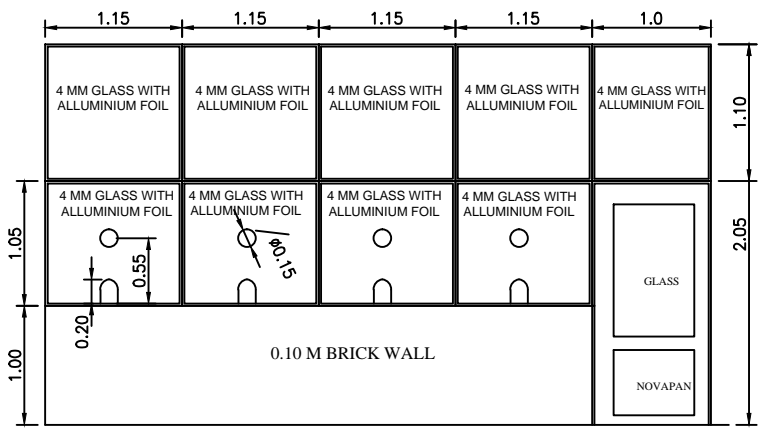 1.15 1.15 1.15 1.15 1.0
4 MM GLASS WITH
ALLUMINIUM FOIL
4 MM GLASS WITH
ALLUMINIUM FOIL
4 MM GLASS WITH
ALLUMINIUM FOIL
4 MM GLASS WITH
ALLUMINIUM FOIL
4 MM GLASS WITH
ALLUMINIUM FOIL
1.10
4 MM GLASS WITH
ALLUMINIUM FOIL
4 MM GLASS WITH
ALLUMINIUM FOIL
4 MM GLASS WITH
ALLUMINIUM FOIL
4 MM GLASS WITH
ALLUMINIUM FOIL
1.05
0.55
ø0.15
2.05
GLASS
0.20
1.00
0.10 M BRICK WALL
NOVAPAN